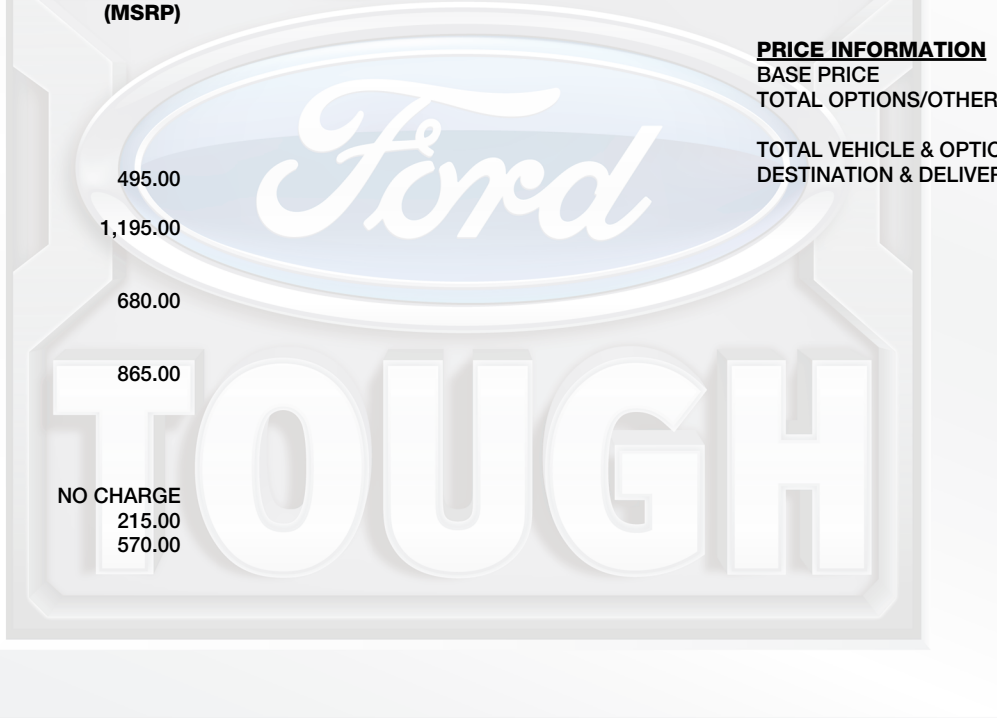 (MSRP)
495.00
1,195.00
680.00
865.00
NO CHARGE
215.00
570.00
PRICE INFORMATION
BASE PRICE
TOTAL OPTIONS/OTHER
TOTAL VEHICLE & OPTIO
DESTINATION & DELIVER
Ford
TOUGH